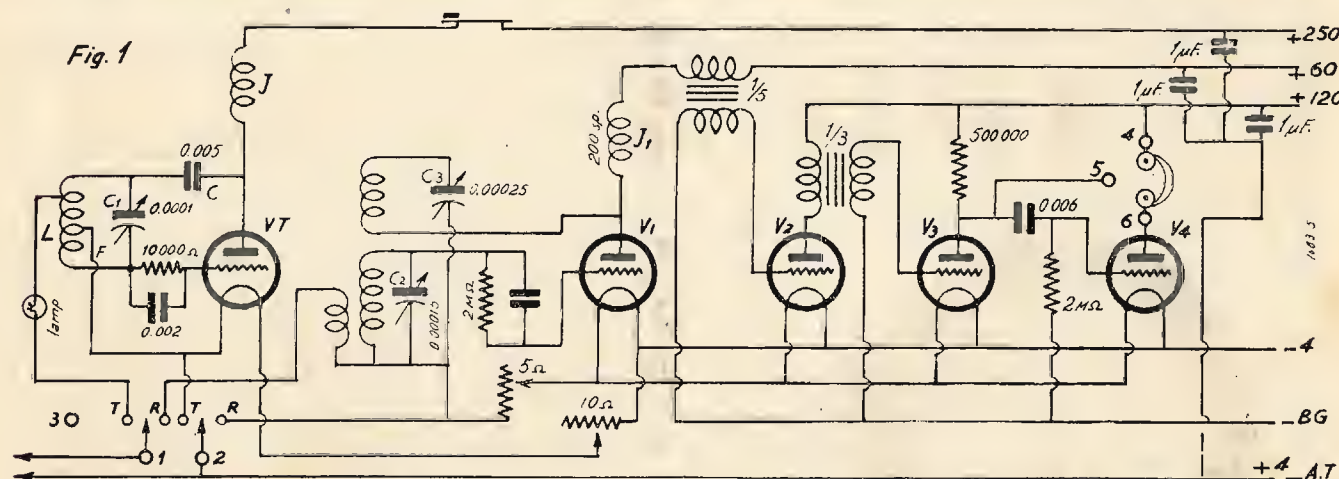 Fig. 1
J
0.005
C
C1
0.0001
L
F
10000Ω
VT
0.002
lamp
3
T
R
T
R
1
2
C3
0.00025
C2
0.00015
2MΩ
5Ω
10Ω
200 sp.
J1
V1
1/5
1/3
V2
500 000
V3
5
0.006
2MΩ
4
6
V4
1µF.
1µF.
1µF.
+250
+60
+120
-4
-BG
+4
-A.T